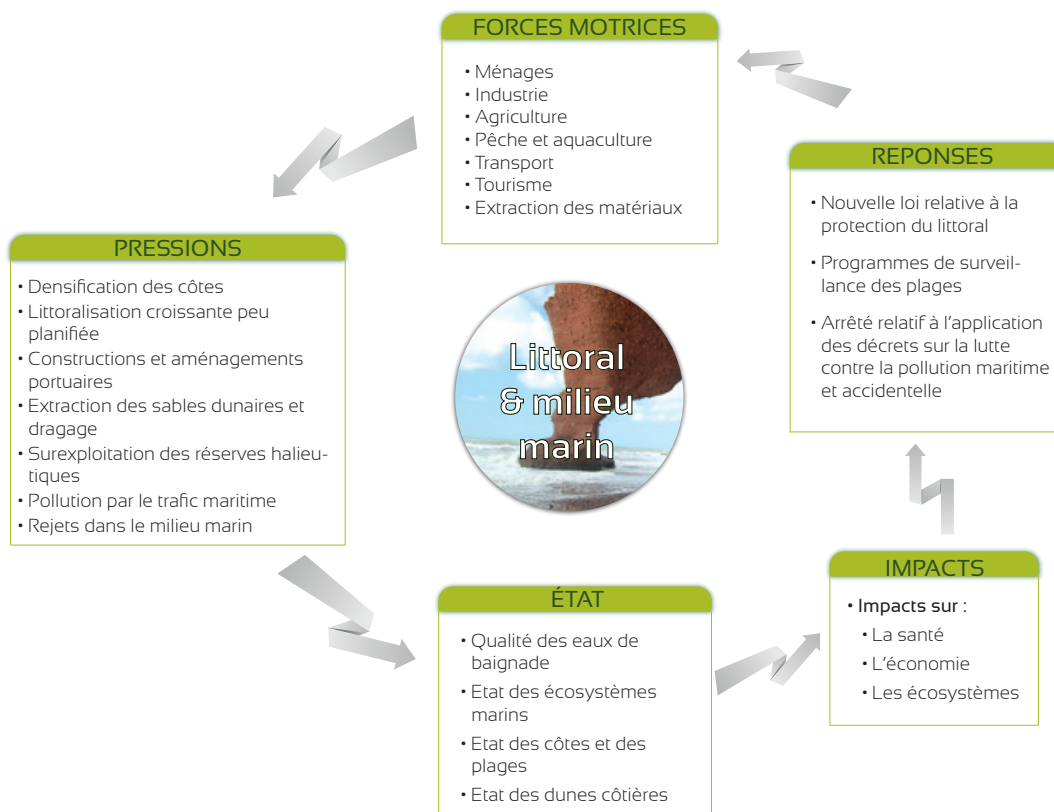 FORCES MOTRICES
• Ménages
• Industrie
• Agriculture
• Pêche et aquaculture
• Transport
• Tourisme
• Extraction des matériaux
REPONSES
• Nouvelle loi relative à la
protection du littoral
• Programmes de surveil-
lance des plages
• Arrêté relatif à l'application
des décrets sur la lutte
contre la pollution maritime
et accidentelle
PRESSIONS
• Densification des côtes
• Littoralisation croissante peu
planifiée
• Constructions et aménagements
portuaires
• Extraction des sables dunaires et
dragage
• Surexploitation des réserves halieu-
tiques
• Pollution par le trafic maritime
• Rejets dans le milieu marin
Littoral
& milieu
marin
ÉTAT
• Qualité des eaux de
baignade
• Etat des écosystèmes
marins
• Etat des côtes et des
plages
• Etat des dunes côtières
IMPACTS
• Impacts sur :
• La santé
• L'économie
• Les écosystèmes